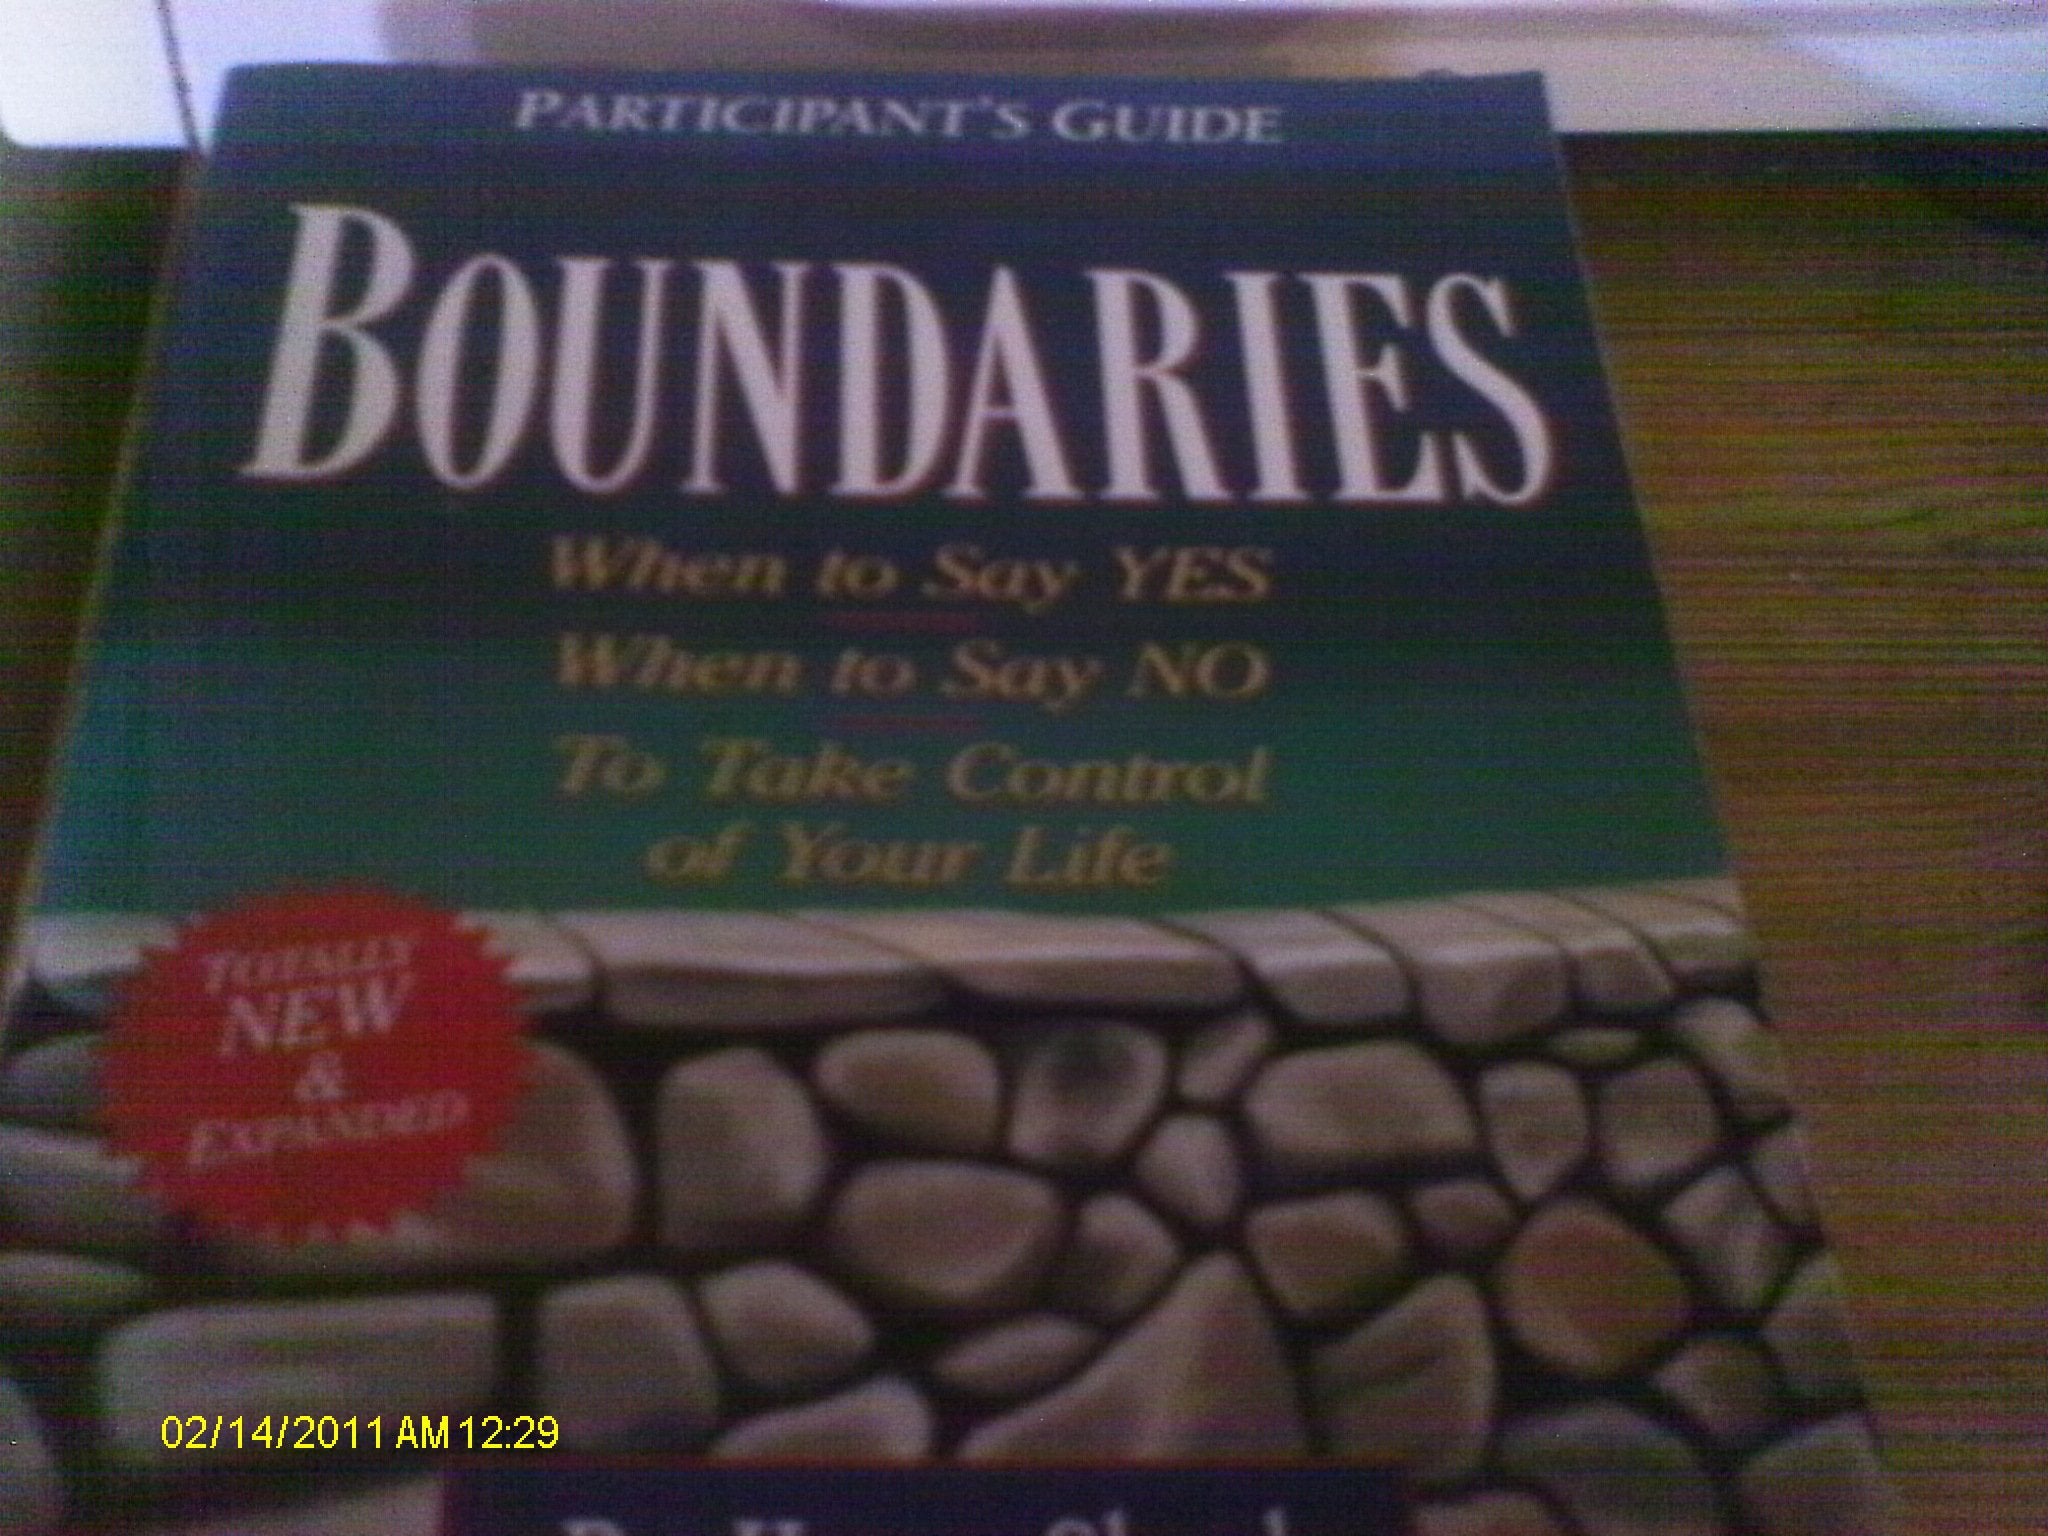 PARTICIPANT'S GUIDE
BOUNDARIES
When to Say YES
When to Say NO
To Take Control
of Your Life
TOTALLY
NEW
&
EXPANDED
02/14/2011 AM 12:29